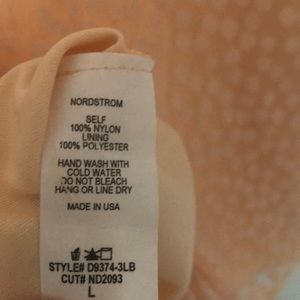 NORDSTROM
SELF
100% NYLON
LINING
100% POLYESTER
HAND WASH WITH
COLD WATER
DO NOT BLEACH
HANG OR LINE DRY
MADE IN USA
STYLE# D9374-3LB
CUT# ND2093
L